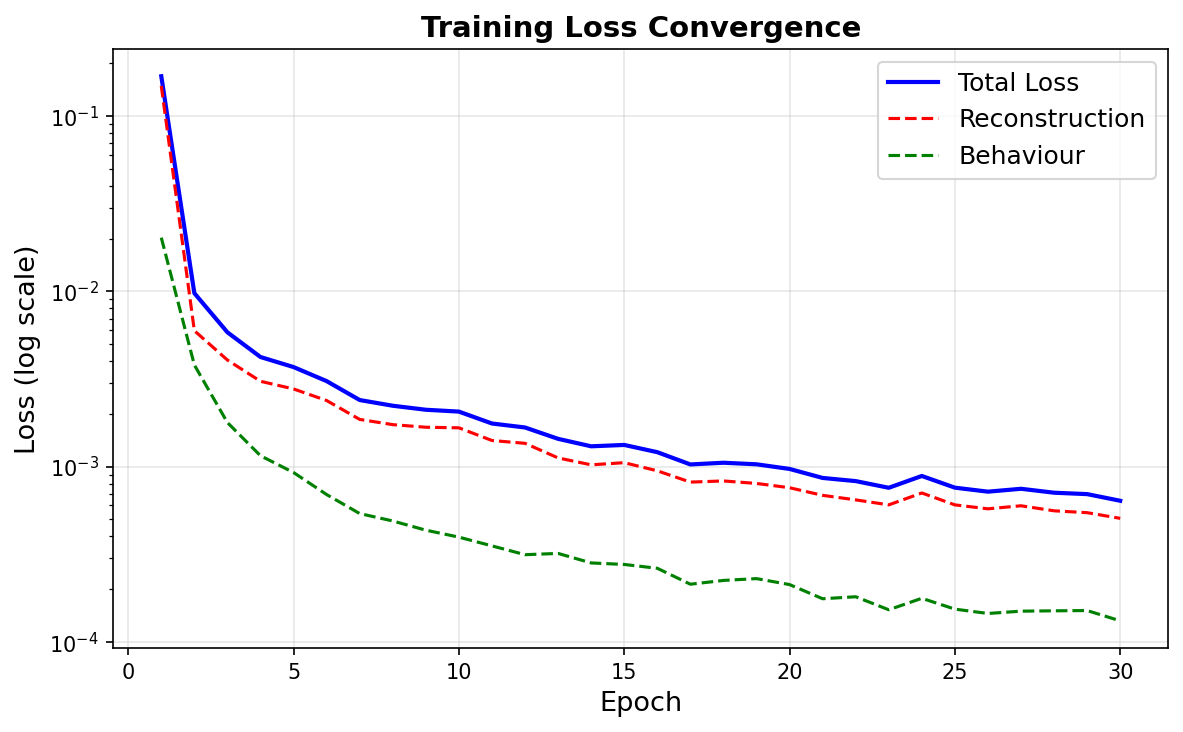 Training Loss Convergence
Total Loss
Reconstruction
Behaviour
Loss (log scale)
10⁻¹
10⁻²
10⁻³
10⁻⁴
0 5 10 15 20 25 30
Epoch